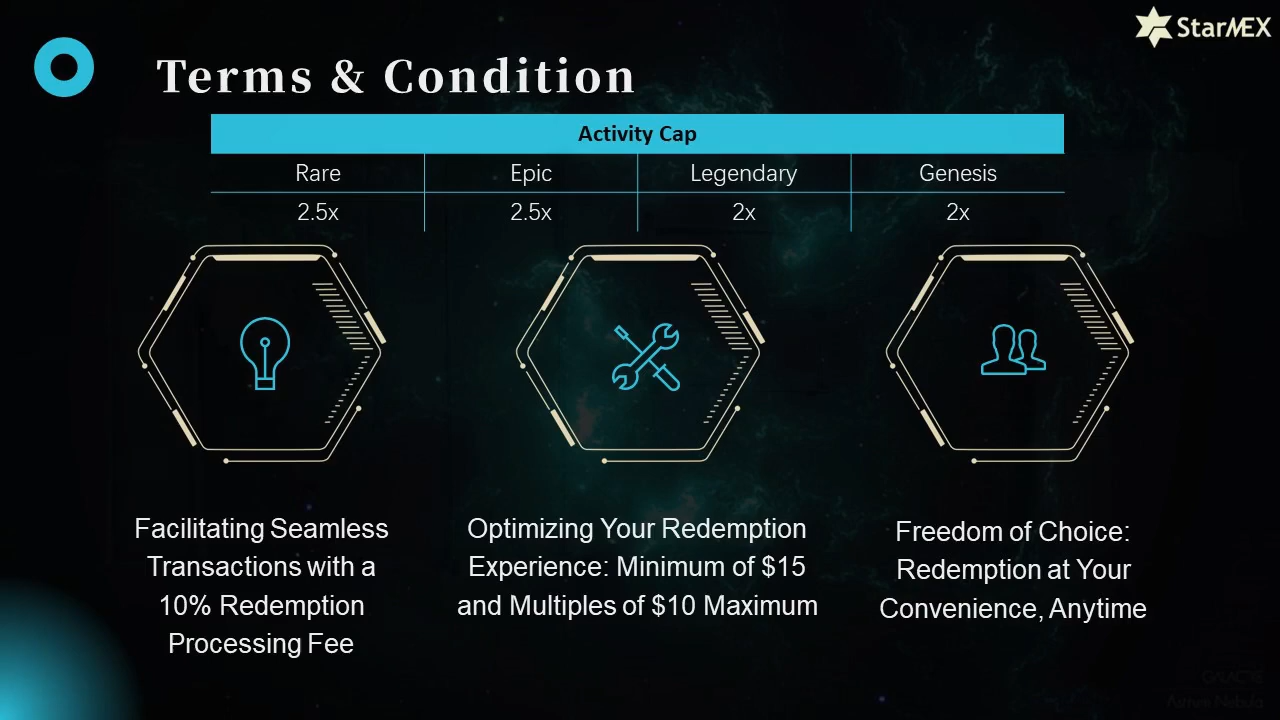 StarMEX
Terms & Condition
Activity Cap
Rare Epic Legendary Genesis
2.5x 2.5x 2x 2x
Facilitating Seamless
Transactions with a
10% Redemption
Processing Fee
Optimizing Your Redemption
Experience: Minimum of $15
and Multiples of $10 Maximum
Freedom of Choice:
Redemption at Your
Convenience, Anytime